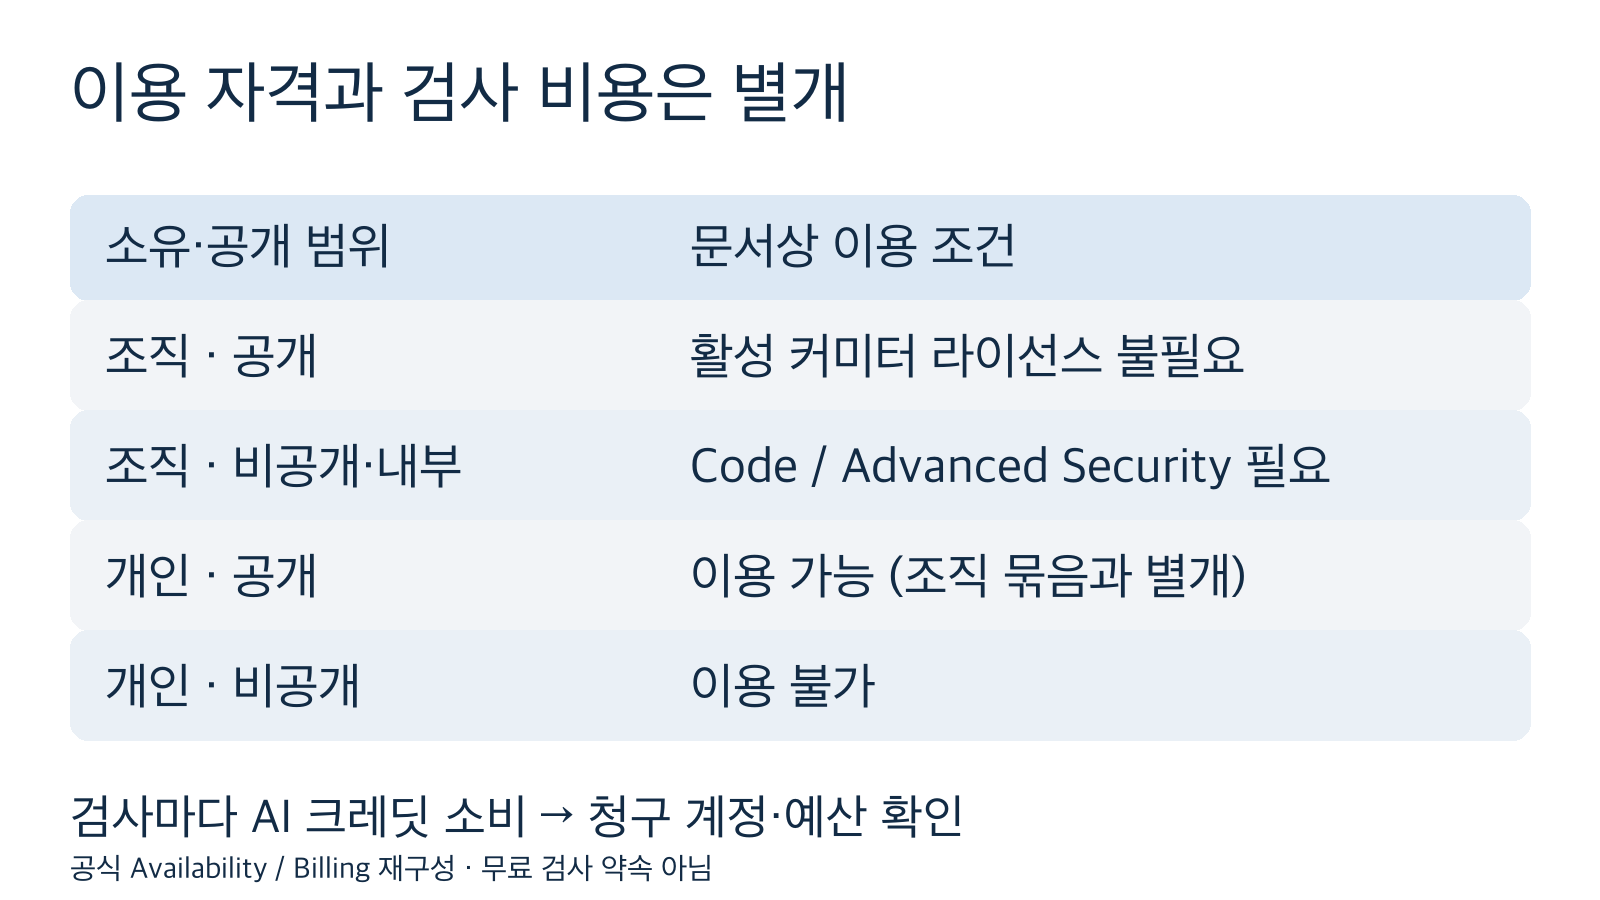 이용 자격과 검사 비용은 별개
소유·공개 범위 문서상 이용 조건
조직 · 공개 활성 커미터 라이선스 불필요
조직 · 비공개·내부 Code / Advanced Security 필요
개인 · 공개 이용 가능 (조직 묶음과 별개)
개인 · 비공개 이용 불가
검사마다 AI 크레딧 소비 → 청구 계정·예산 확인
공식 Availability / Billing 재구성 · 무료 검사 약속 아님